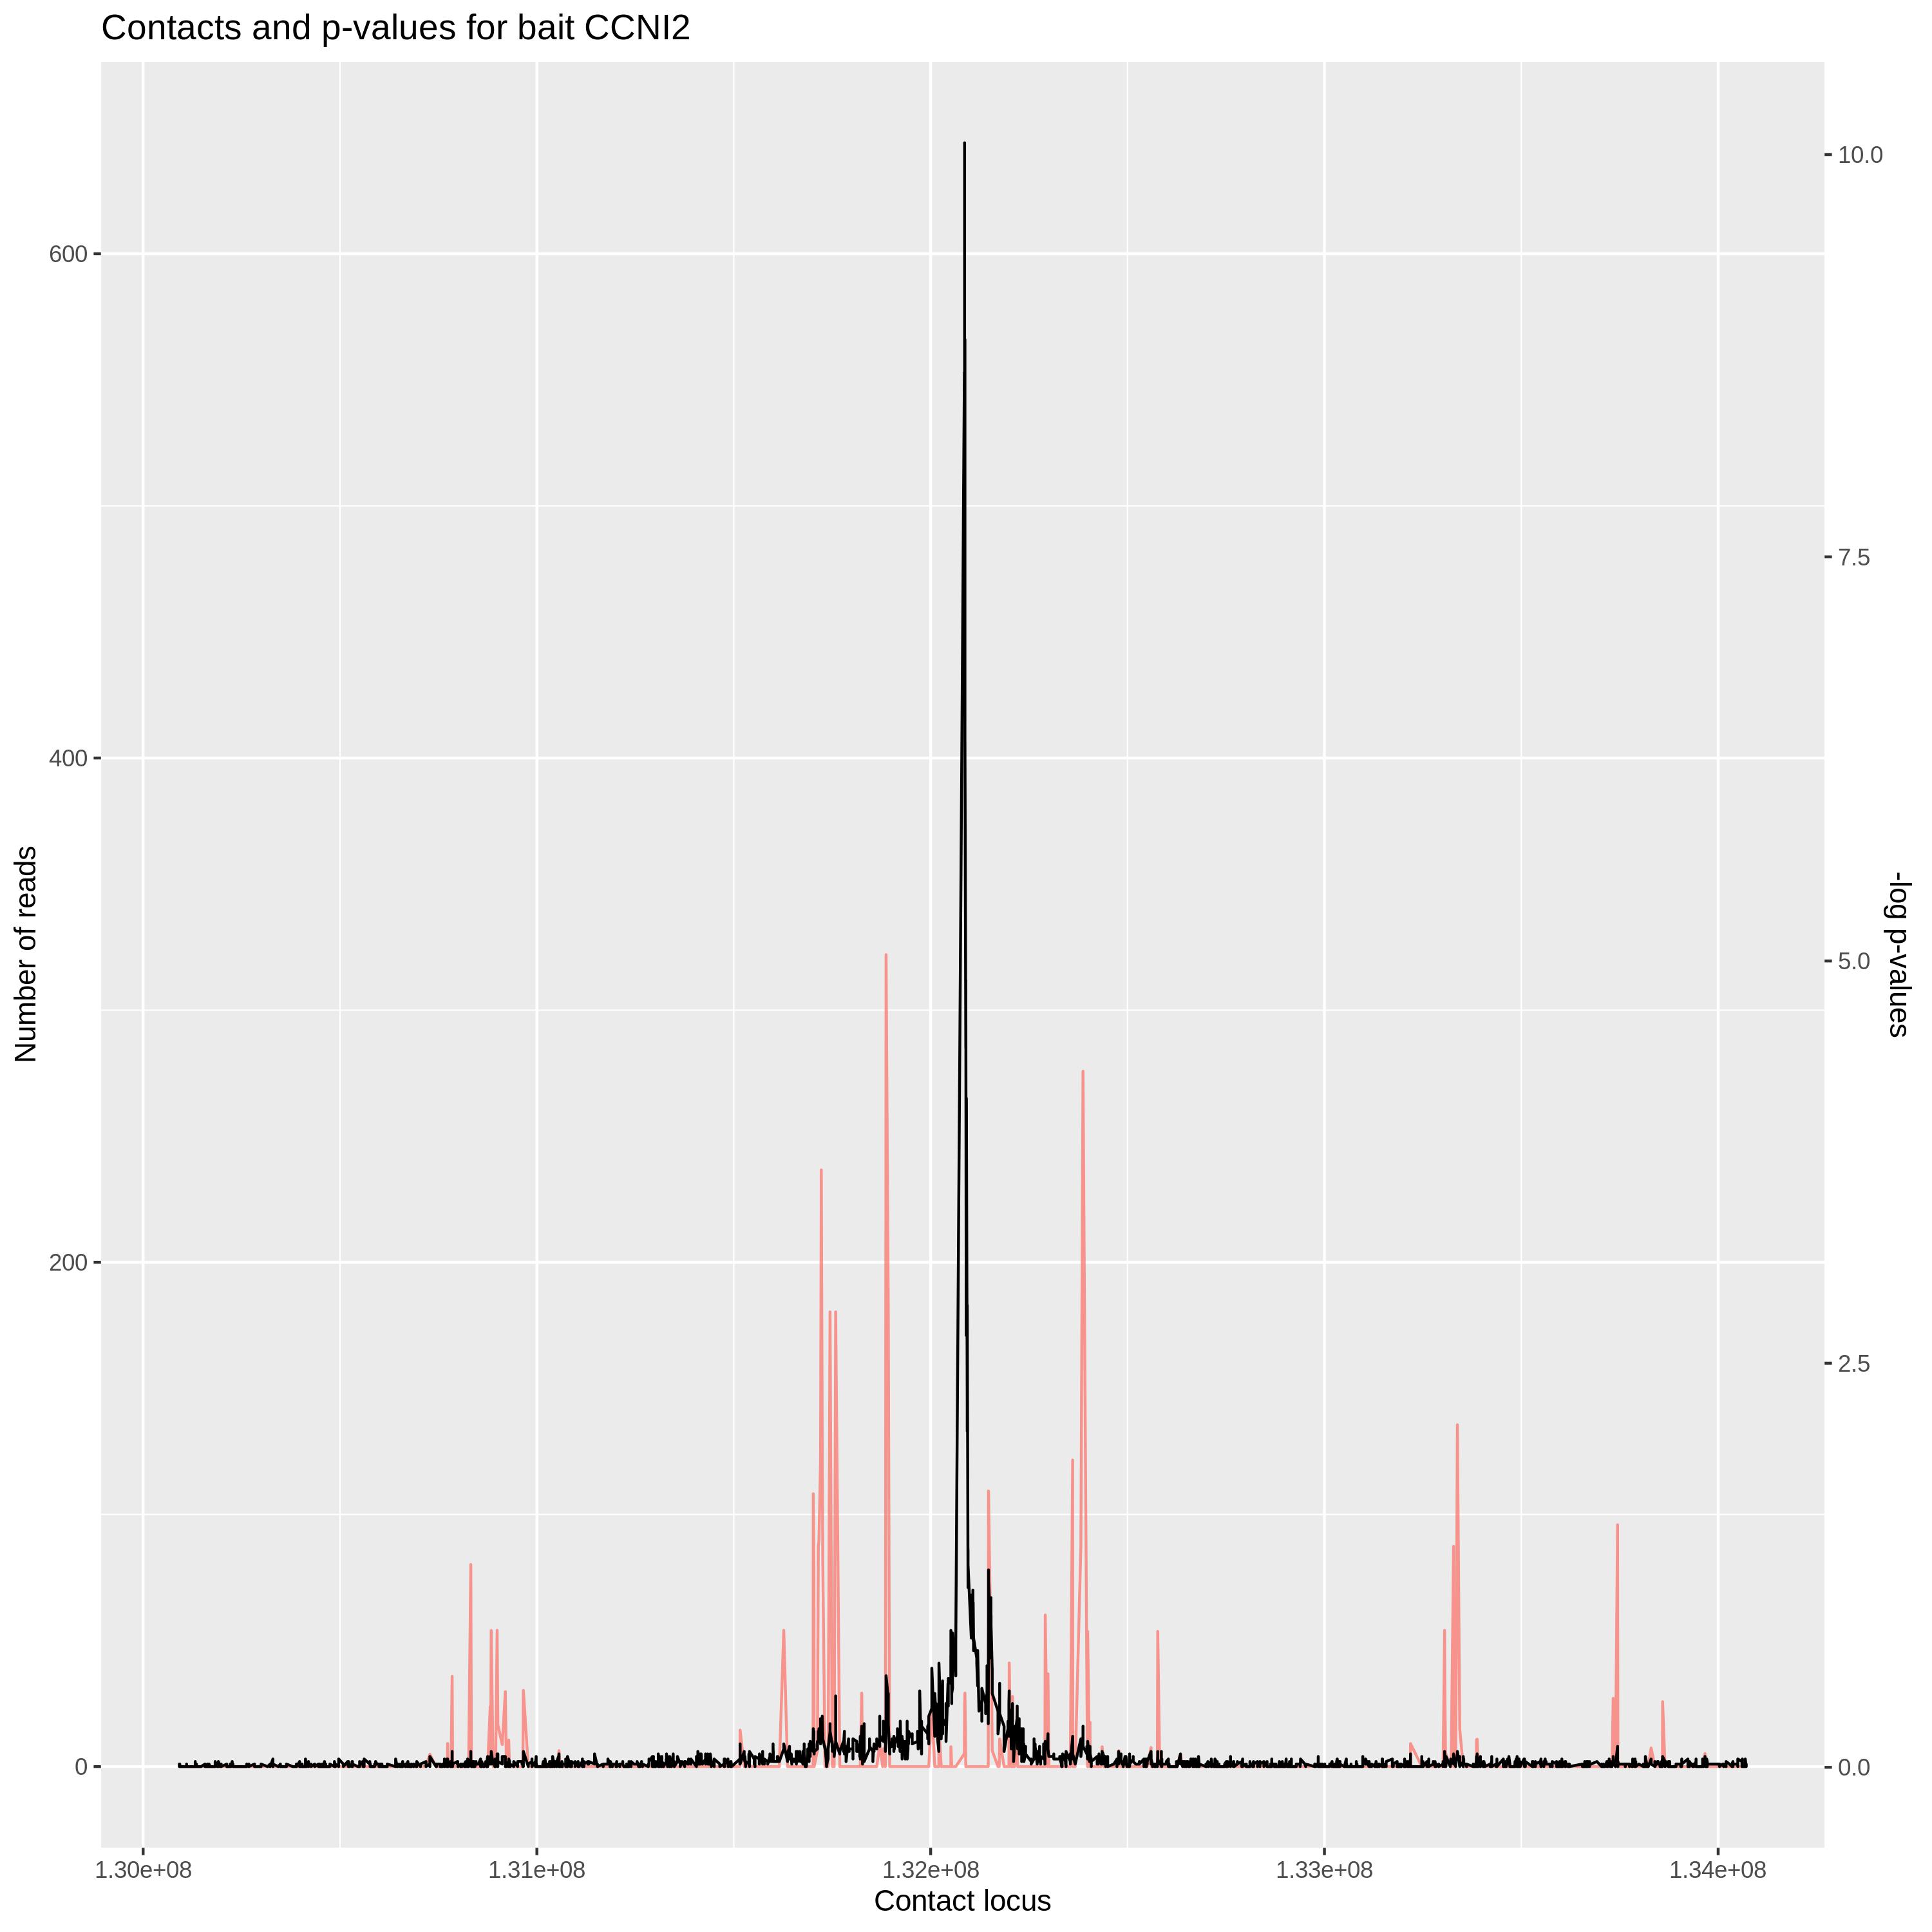 Contacts and p-values for bait CCNI2
10.0
600
7.5
400
Number of reads
-log p-values
5.0
200
2.5
0
0.0
1.30e+08
1.31e+08
1.32e+08
1.33e+08
1.34e+08
Contact locus